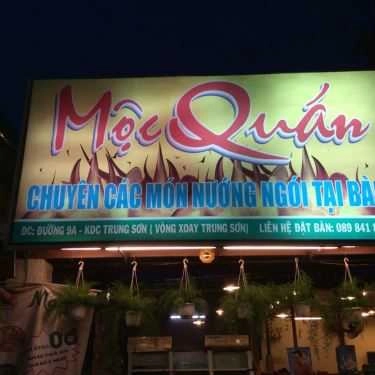 Mộc Quán
CHUYÊN CÁC MÓN NƯỚNG NGÓI TẠI BÀ
ĐC: ĐƯỜNG 9A - KDC TRUNG SƠN ( VÒNG XOAY TRUNG SƠN) LIÊN HỆ ĐẶT BÀN: 089 841